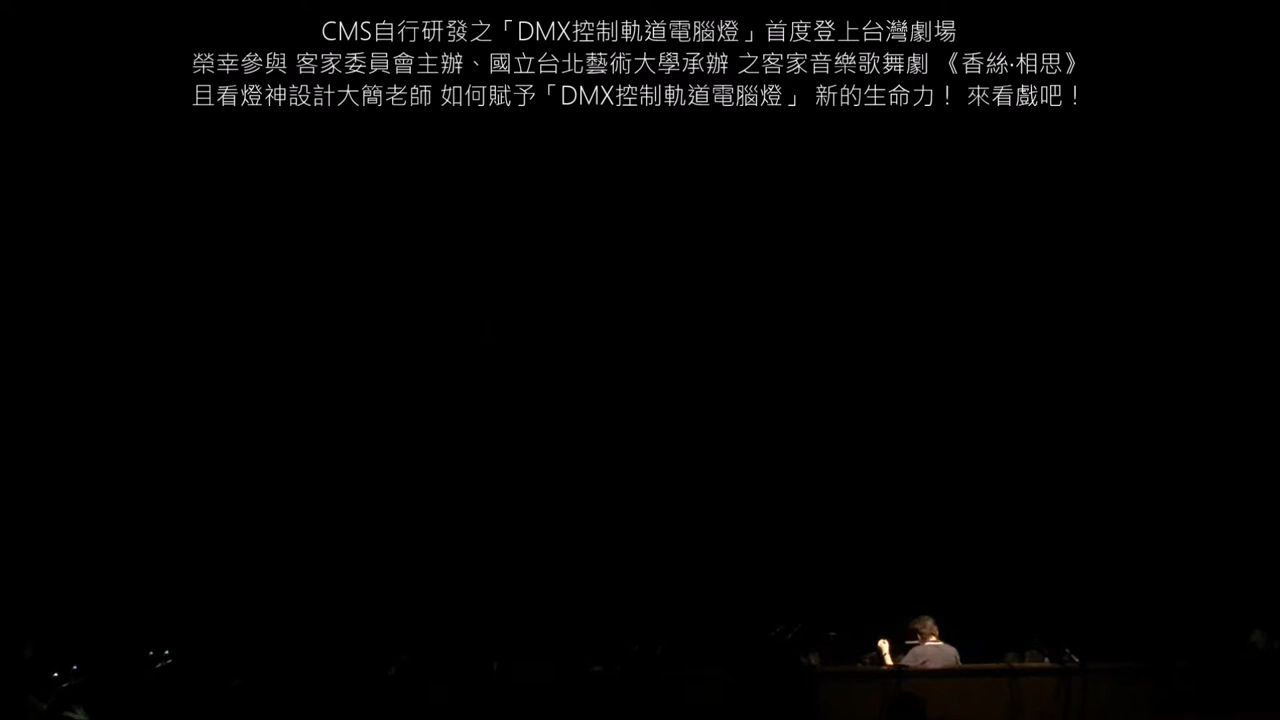 CMS自行研發之「DMX控制軌道電腦燈」首度登上台灣劇場
榮幸參與 客家委員會主辦、國立台北藝術大學承辦 之客家音樂歌舞劇 《香絲‧相思》
且看燈神設計大簡老師 如何賦予「DMX控制軌道電腦燈」 新的生命力！ 來看戲吧！